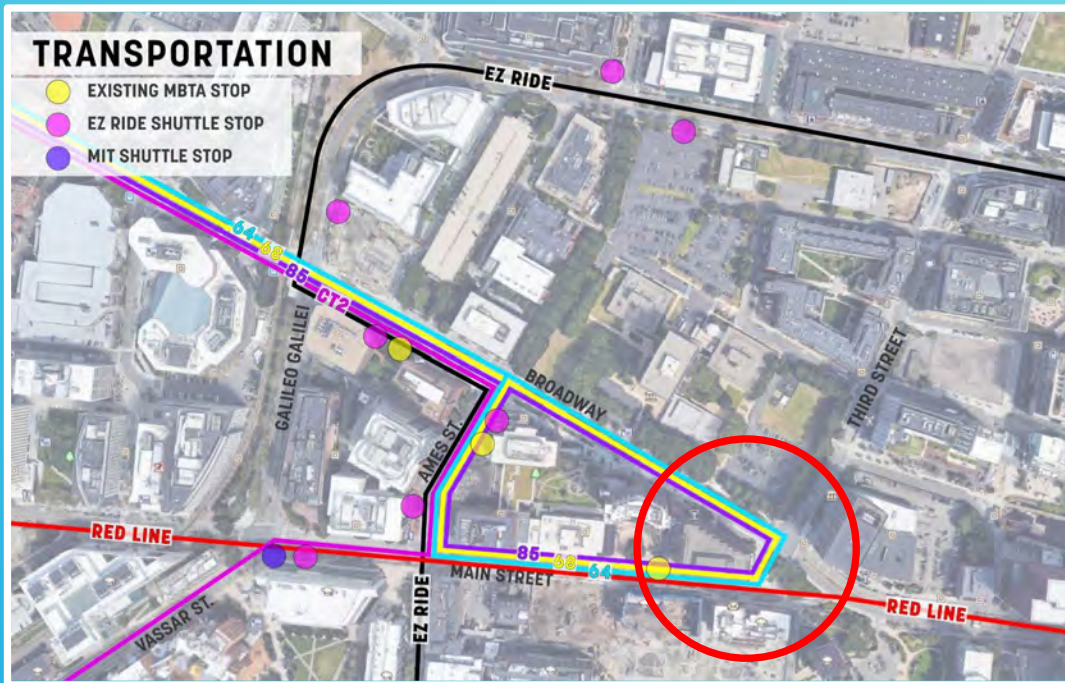 TRANSPORTATION
EXISTING MBTA STOP
EZ RIDE SHUTTLE STOP
MIT SHUTTLE STOP
EZ RIDE
64 68 85 CT2
GALILEO GALILEI
BROADWAY
THIRD STREET
AMES ST.
RED LINE
85 68 64
MAIN STREET
EZ RIDE
VASSAR ST.
RED LINE